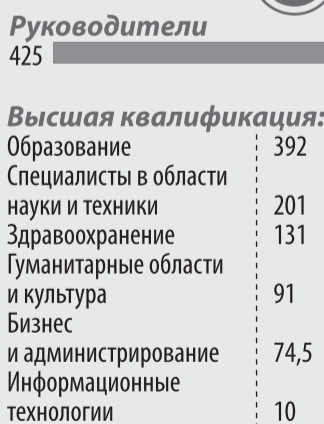 Руководители
425
Высшая квалификация:
Образование 392
Специалисты в области
науки и техники 201
Здравоохранение 131
Гуманитарные области
и культура 91
Бизнес
и администрирование 74,5
Информационные
технологии 10